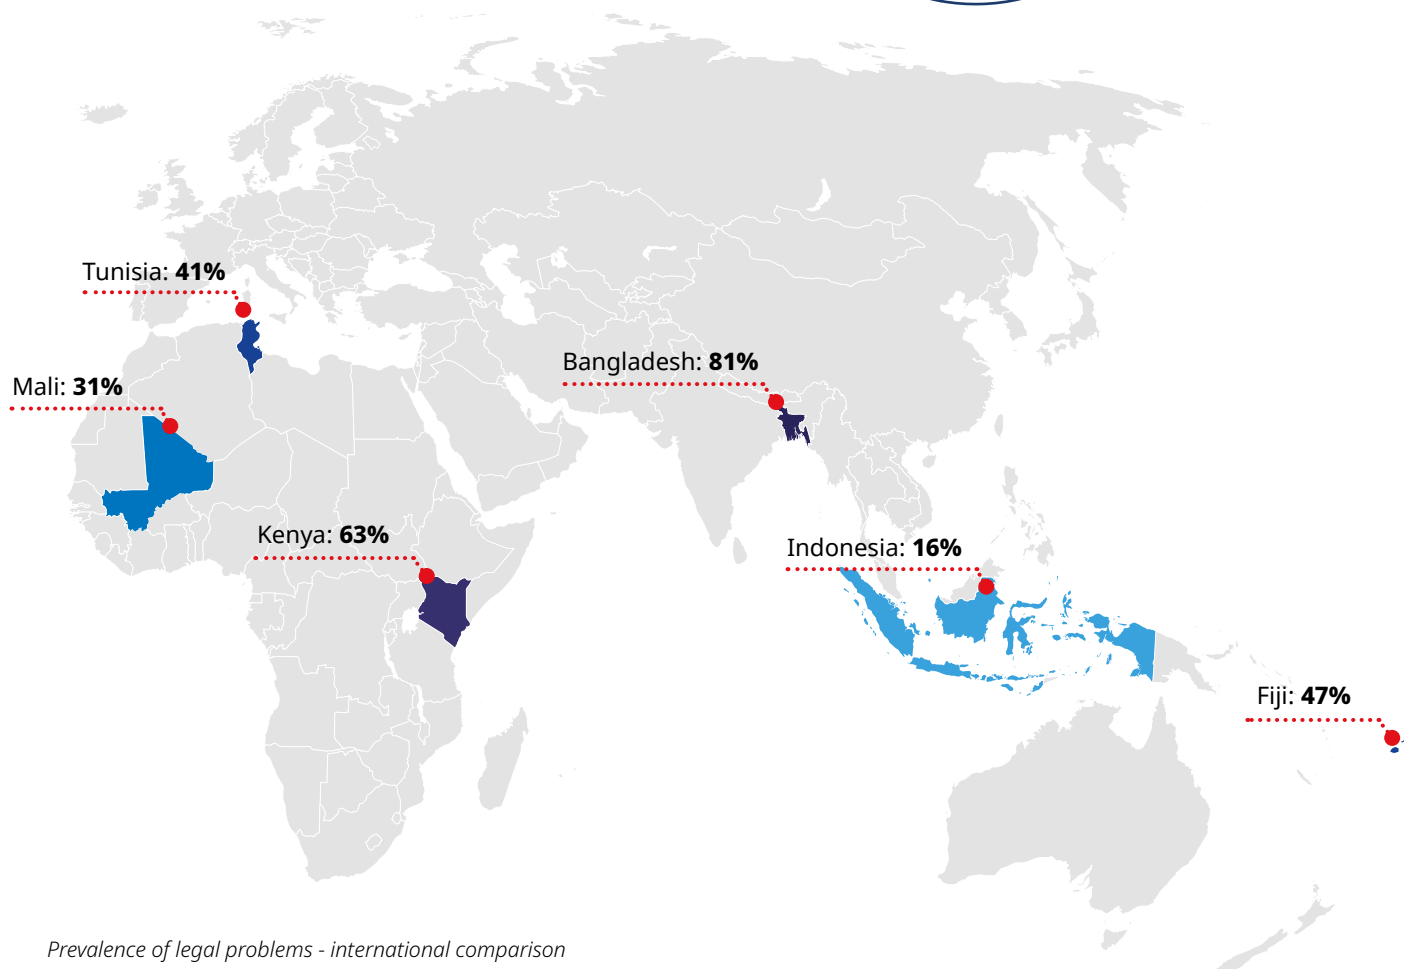 Tunisia: 41%
Bangladesh: 81%
Mali: 31%
Kenya: 63%
Indonesia: 16%
Fiji: 47%
Prevalence of legal problems - international comparison